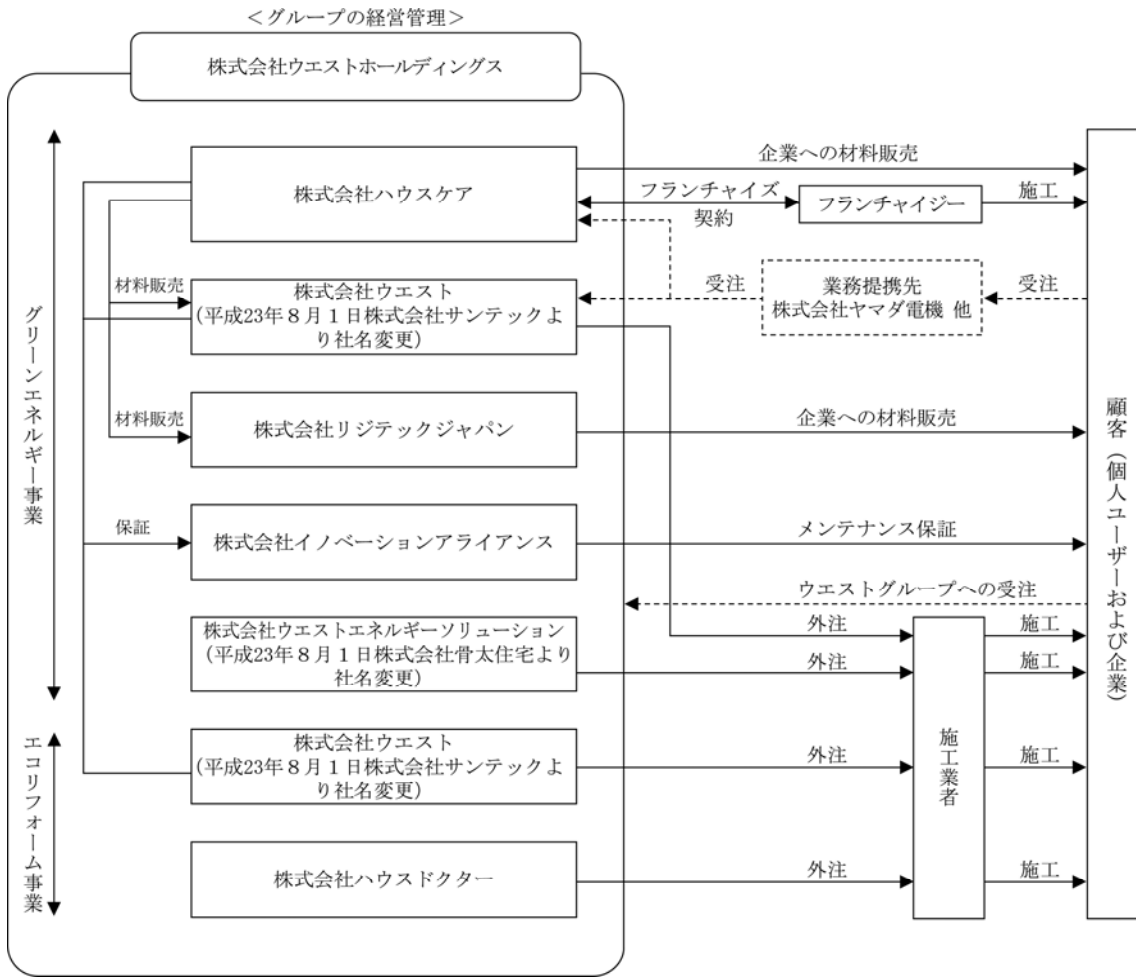 ＜グループの経営管理＞
株式会社ウエストホールディングス
グリーンエネルギー事業
株式会社ハウスケア
企業への材料販売
フランチャイズ
契約
フランチャイジー
施工
材料販売
株式会社ウエスト
(平成23年８月１日株式会社サンテックよ
り社名変更)
受注
業務提携先
株式会社ヤマダ電機 他
受注
材料販売
株式会社リジテックジャパン
企業への材料販売
保証
株式会社イノベーションアライアンス
メンテナンス保証
ウエストグループへの受注
株式会社ウエストエネルギーソリューション
(平成23年８月１日株式会社骨太住宅より
社名変更)
外注
施工
外注
施工
エコリフォーム事業
株式会社ウエスト
(平成23年８月１日株式会社サンテックよ
り社名変更)
外注
施工業者
施工
株式会社ハウスドクター
外注
施工
顧客（個人ユーザーおよび企業）